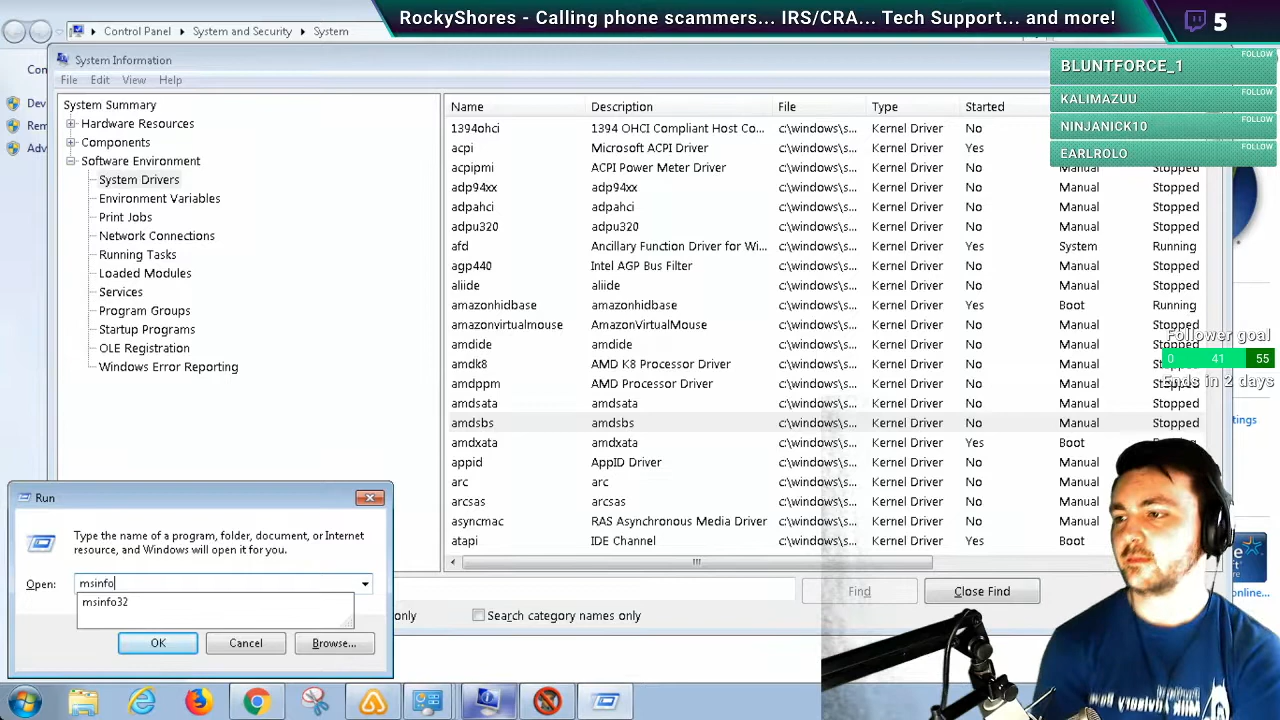 RockyShores - Calling phone scammers... IRS/CRA... Tech Support... and more!
5
Control Panel
System and Security
System
BLUNTFORCE_1
FOLLOW
KALIMAZUU
FOLLOW
NINJANICK10
FOLLOW
EARLROLO
FOLLOW
System Information
File Edit View Help
System Summary
Hardware Resources
Components
Software Environment
System Drivers
Environment Variables
Print Jobs
Network Connections
Running Tasks
Loaded Modules
Services
Program Groups
Startup Programs
OLE Registration
Windows Error Reporting
Name Description File Type Started
1394ohci 1394 OHCI Compliant Host Co... c:\windows\s... Kernel Driver No
acpi Microsoft ACPI Driver c:\windows\s... Kernel Driver Yes
acpipmi ACPI Power Meter Driver c:\windows\s... Kernel Driver No Manual Stopped
adp94xx adp94xx c:\windows\s... Kernel Driver No Manual Stopped
adpahci adpahci c:\windows\s... Kernel Driver No Manual Stopped
adpu320 adpu320 c:\windows\s... Kernel Driver No Manual Stopped
afd Ancillary Function Driver for Wi... c:\windows\s... Kernel Driver Yes System Running
agp440 Intel AGP Bus Filter c:\windows\s... Kernel Driver No Manual Stopped
aliide aliide c:\windows\s... Kernel Driver No Manual Stopped
amazonhidbase amazonhidbase c:\windows\s... Kernel Driver Yes Boot Running
amazonvirtualmouse AmazonVirtualMouse c:\windows\s... Kernel Driver No Manual Stopped
amdide amdide c:\windows\s... Kernel Driver No Manual
amdk8 AMD K8 Processor Driver c:\windows\s... Kernel Driver No Manual
amdppm AMD Processor Driver c:\windows\s... Kernel Driver No Manual
amdsata amdsata c:\windows\s... Kernel Driver No Manual Stopped
amdsbs amdsbs c:\windows\s... Kernel Driver No Manual Stopped
amdxata amdxata c:\windows\s... Kernel Driver Yes Boot
appid AppID Driver c:\windows\s... Kernel Driver No Manual
arc arc c:\windows\s... Kernel Driver No Manual
arcsas arcsas c:\windows\s... Kernel Driver No Manual
asyncmac RAS Asynchronous Media Driver c:\windows\s... Kernel Driver No Manual
atapi IDE Channel c:\windows\s... Kernel Driver Yes Boot
Follower goal
0 41 55
Ends in 2 days
tings
Find
Close Find
only
Search category names only
Run
Type the name of a program, folder, document, or Internet
resource, and Windows will open it for you.
Open: msinfo
msinfo32
OK Cancel Browse...